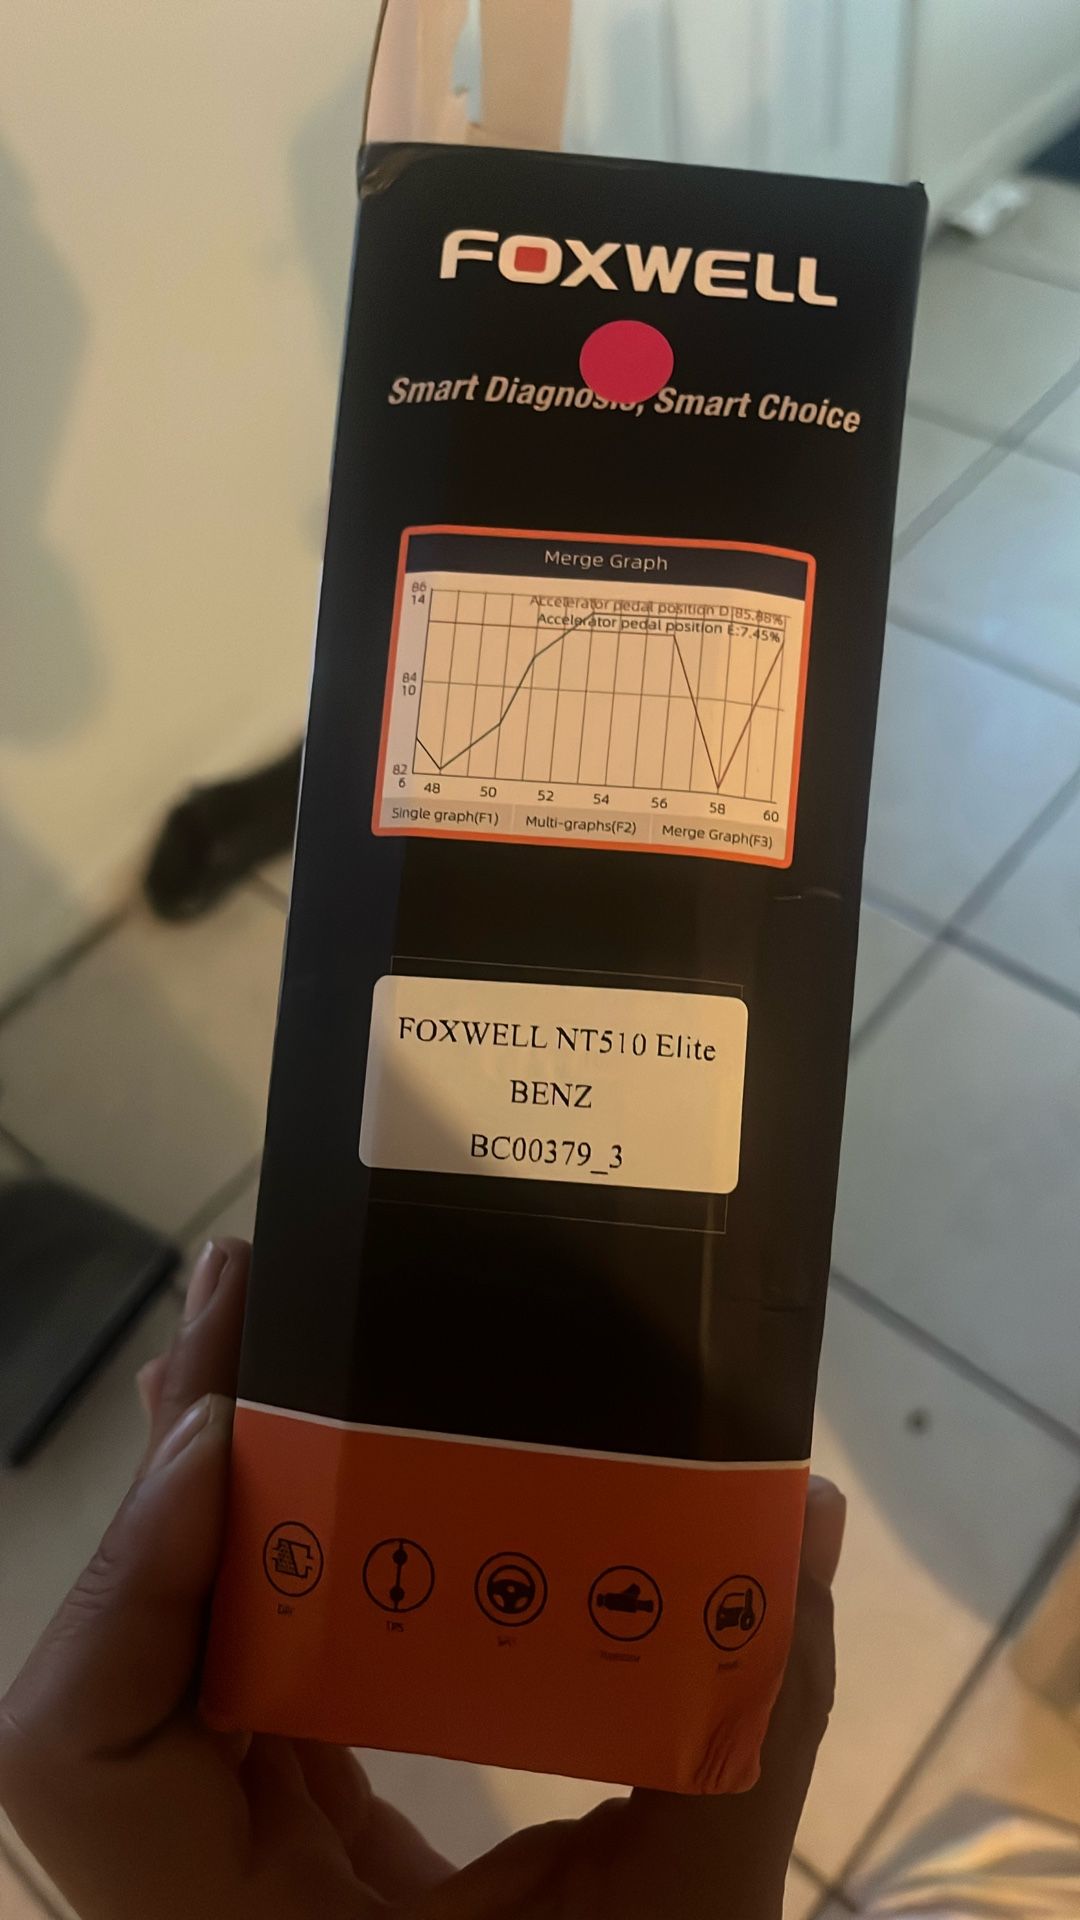 FOXWELL
Smart Diagnosis, Smart Choice
Merge Graph
86
14
Accelerator pedal position D:85.88%
Accelerator pedal position E:7.45%
84
10
82
6
48 50 52 54 56 58 60
Single graph(F1) Multi-graphs(F2) Merge Graph(F3)
FOXWELL NT510 Elite
BENZ
BC00379_3